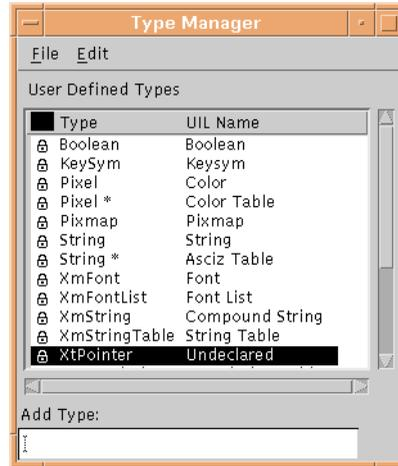 Type Manager
File Edit
User Defined Types
Type UIL Name
Boolean Boolean
KeySym Keysym
Pixel Color
Pixel * Color Table
Pixmap Pixmap
String String
String * Asciz Table
XmFont Font
XmFontList Font List
XmString Compound String
XmStringTable String Table
XtPointer Undeclared
Add Type: